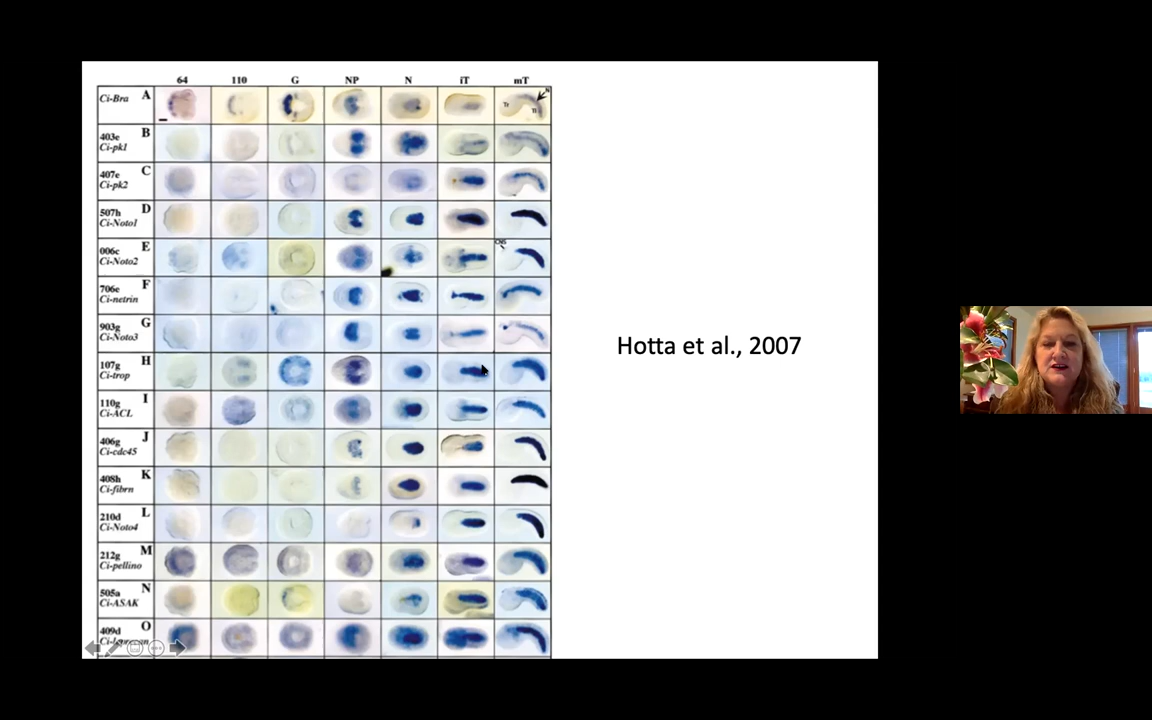 64 110 G NP N iT mT
Ci-Bra A
Tr Tl N
403e B
Ci-pk1
407e C
Ci-pk2
507h D
Ci-Noto1
006c E
CNS
Ci-Noto2
706e F
Ci-netrin
903g G
Ci-Noto3
Hotta et al., 2007
107g H
Ci-trop
110g I
Ci-ACL
406g J
Ci-cdc45
408h K
Ci-fibrn
210d L
Ci-Noto4
212g M
Ci-pellino
505a N
Ci-ASAK
409d O